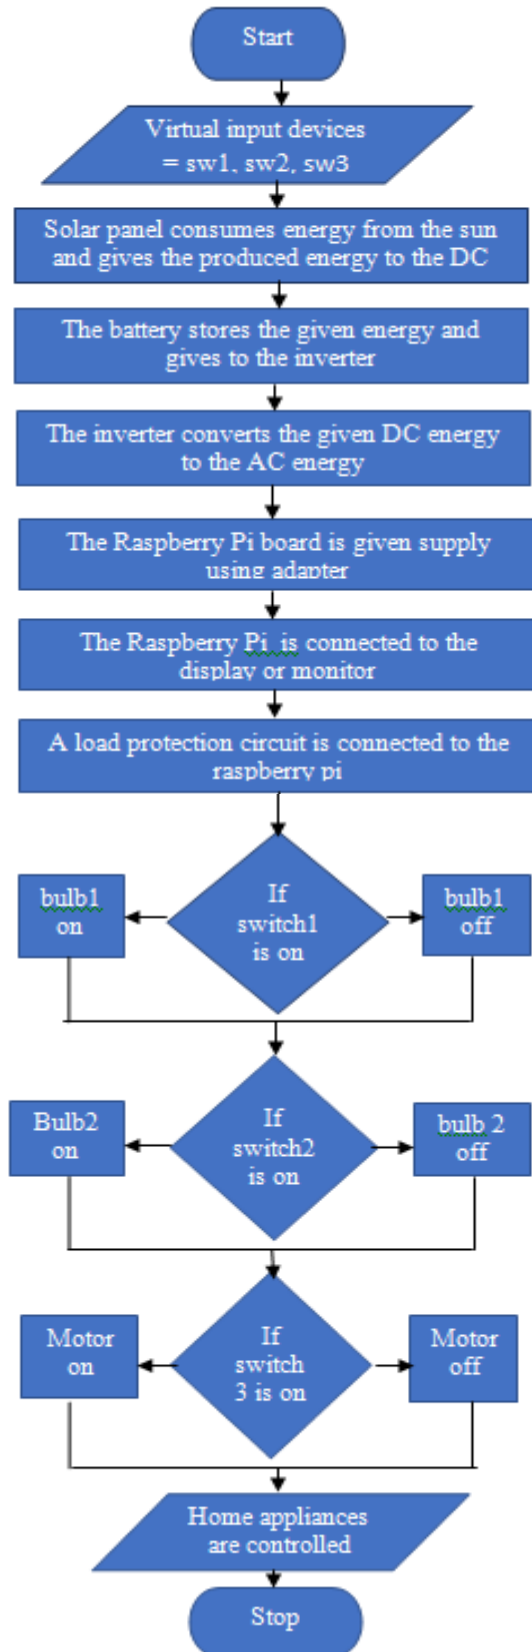 Start
Virtual input devices
= sw1, sw2, sw3
Solar panel consumes energy from the sun
and gives the produced energy to the DC
The battery stores the given energy and
gives to the inverter
The inverter converts the given DC energy
to the AC energy
The Raspberry Pi board is given supply
using adapter
The Raspberry Pi is connected to the
display or monitor
A load protection circuit is connected to the
raspberry pi
If
switch1
is on
bulb1
on
bulb1
off
If
switch2
is on
Bulb2
on
bulb 2
off
If
switch
3 is on
Motor
on
Motor
off
Home appliances
are controlled
Stop